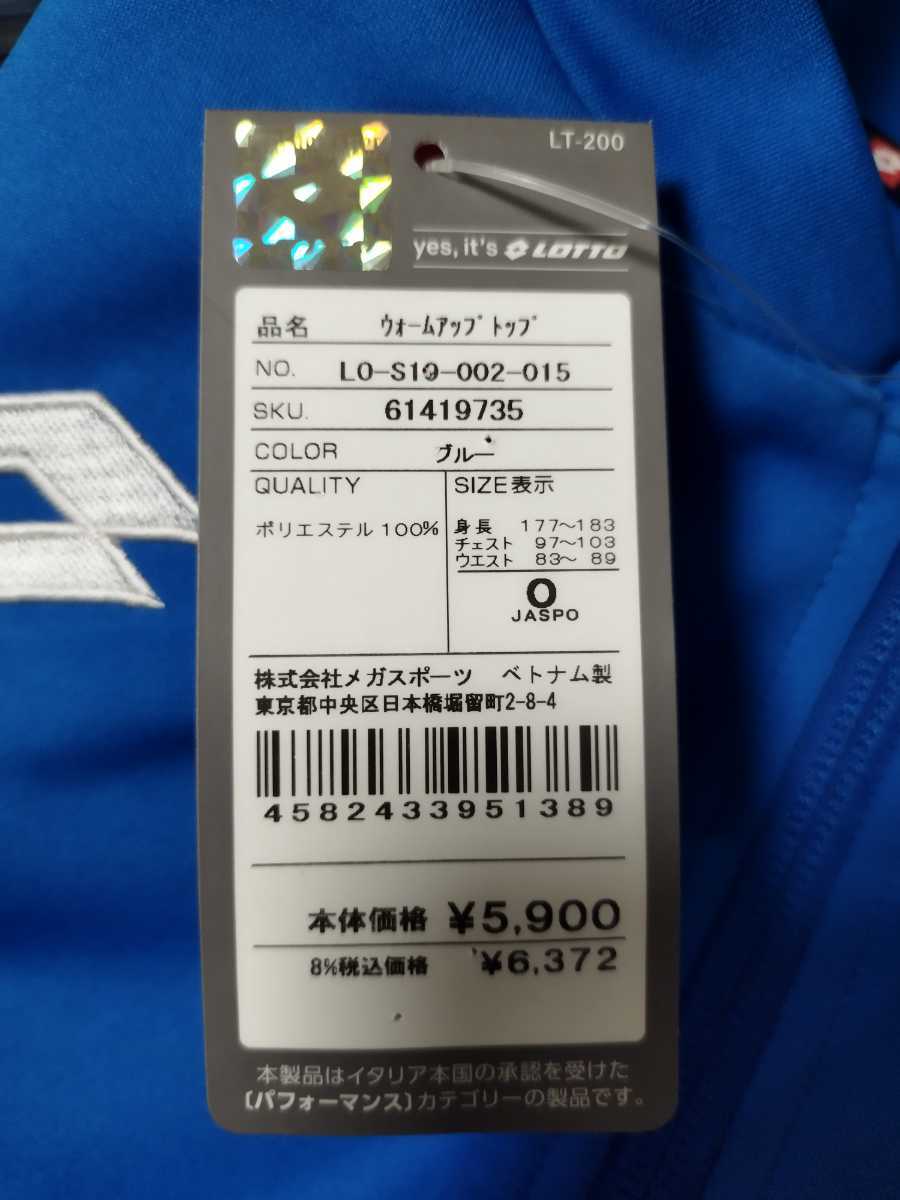 LT-200
yes, it's LOTTO
品名 ウォームアップ トップ
NO. LO-S19-002-015
SKU. 61419735
COLOR ブルー
QUALITY
ポリエステル 100%
SIZE表示
身長 177～183
チェスト 97～103
ウエスト 83～ 89
O
JASPO
株式会社メガスポーツ ベトナム製
東京都中央区日本橋堀留町2-8-4
4582433951389
本体価格 ¥5,900
8%税込価格 ¥6,372
本製品はイタリア本国の承認を受けた
〔パフォーマンス〕カテゴリーの製品です。